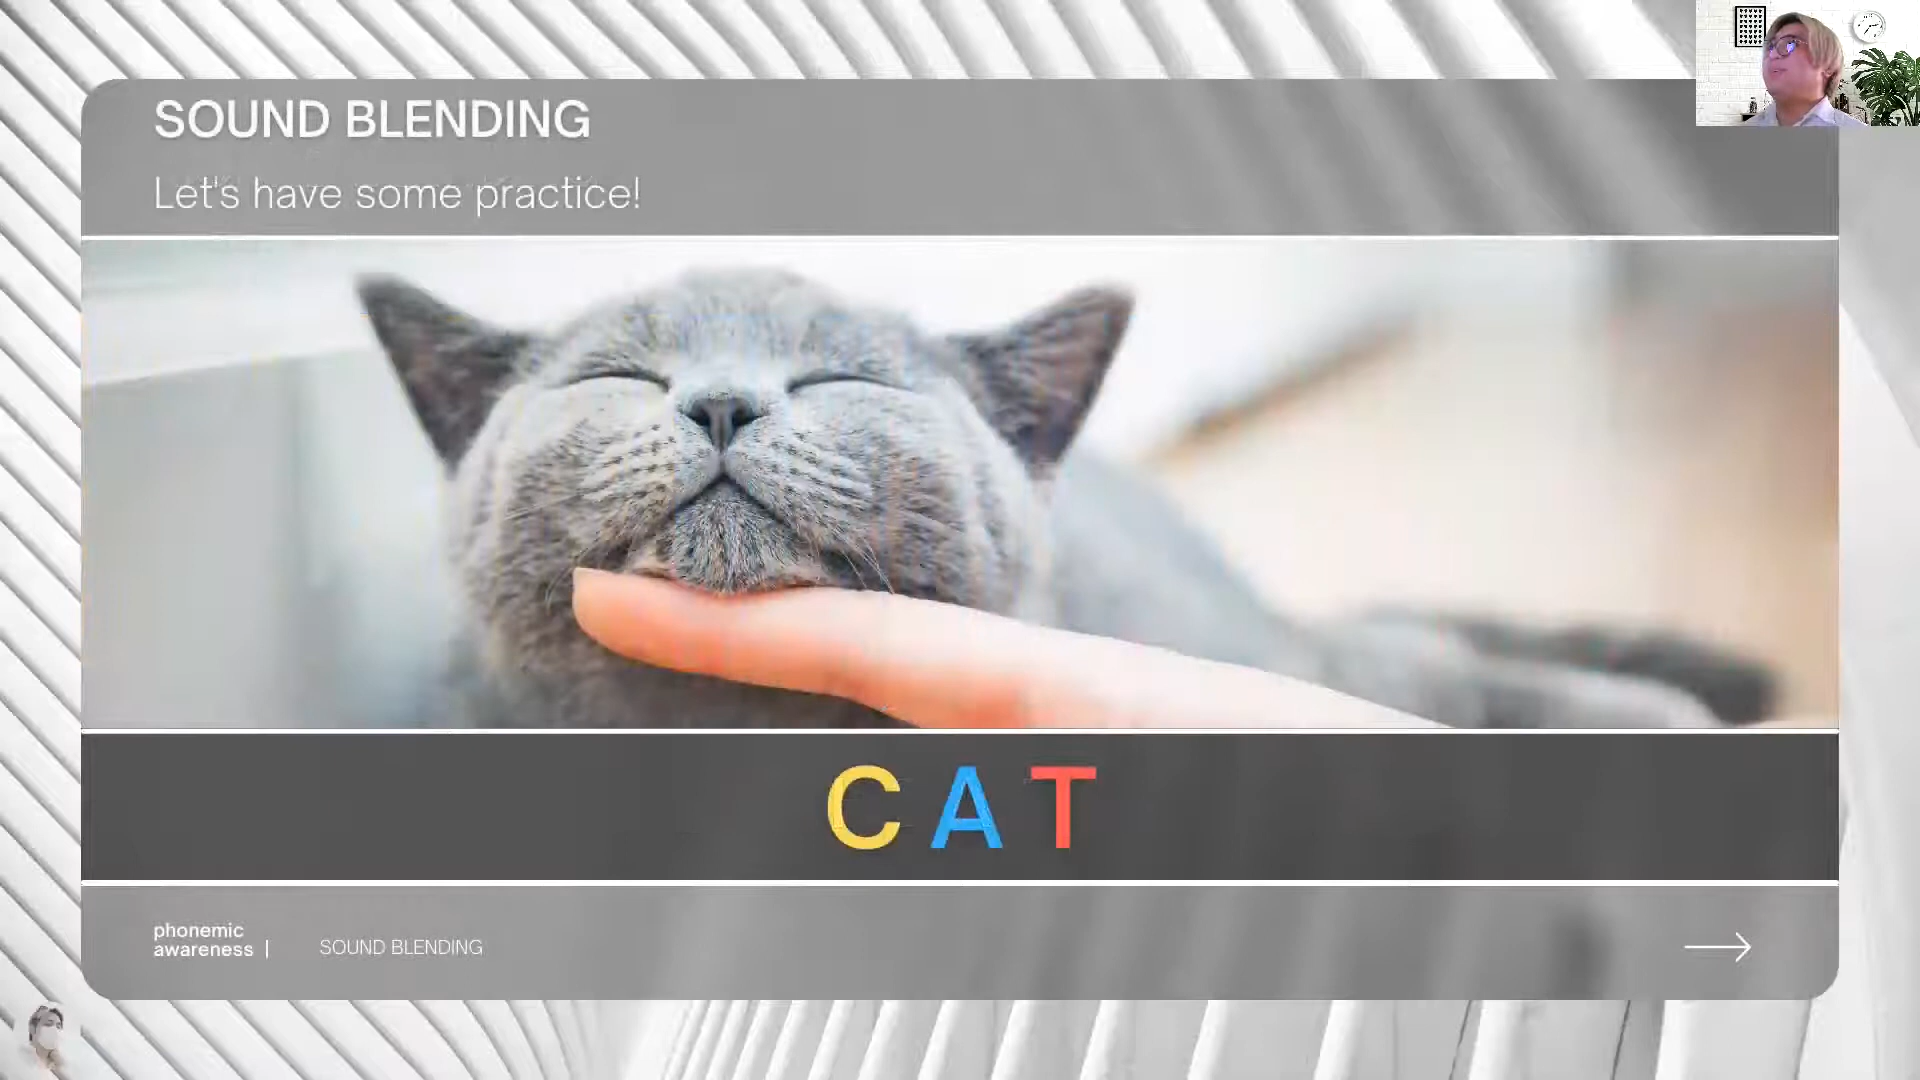 SOUND BLENDING
Let's have some practice!
C A T
phonemic
awareness |
SOUND BLENDING